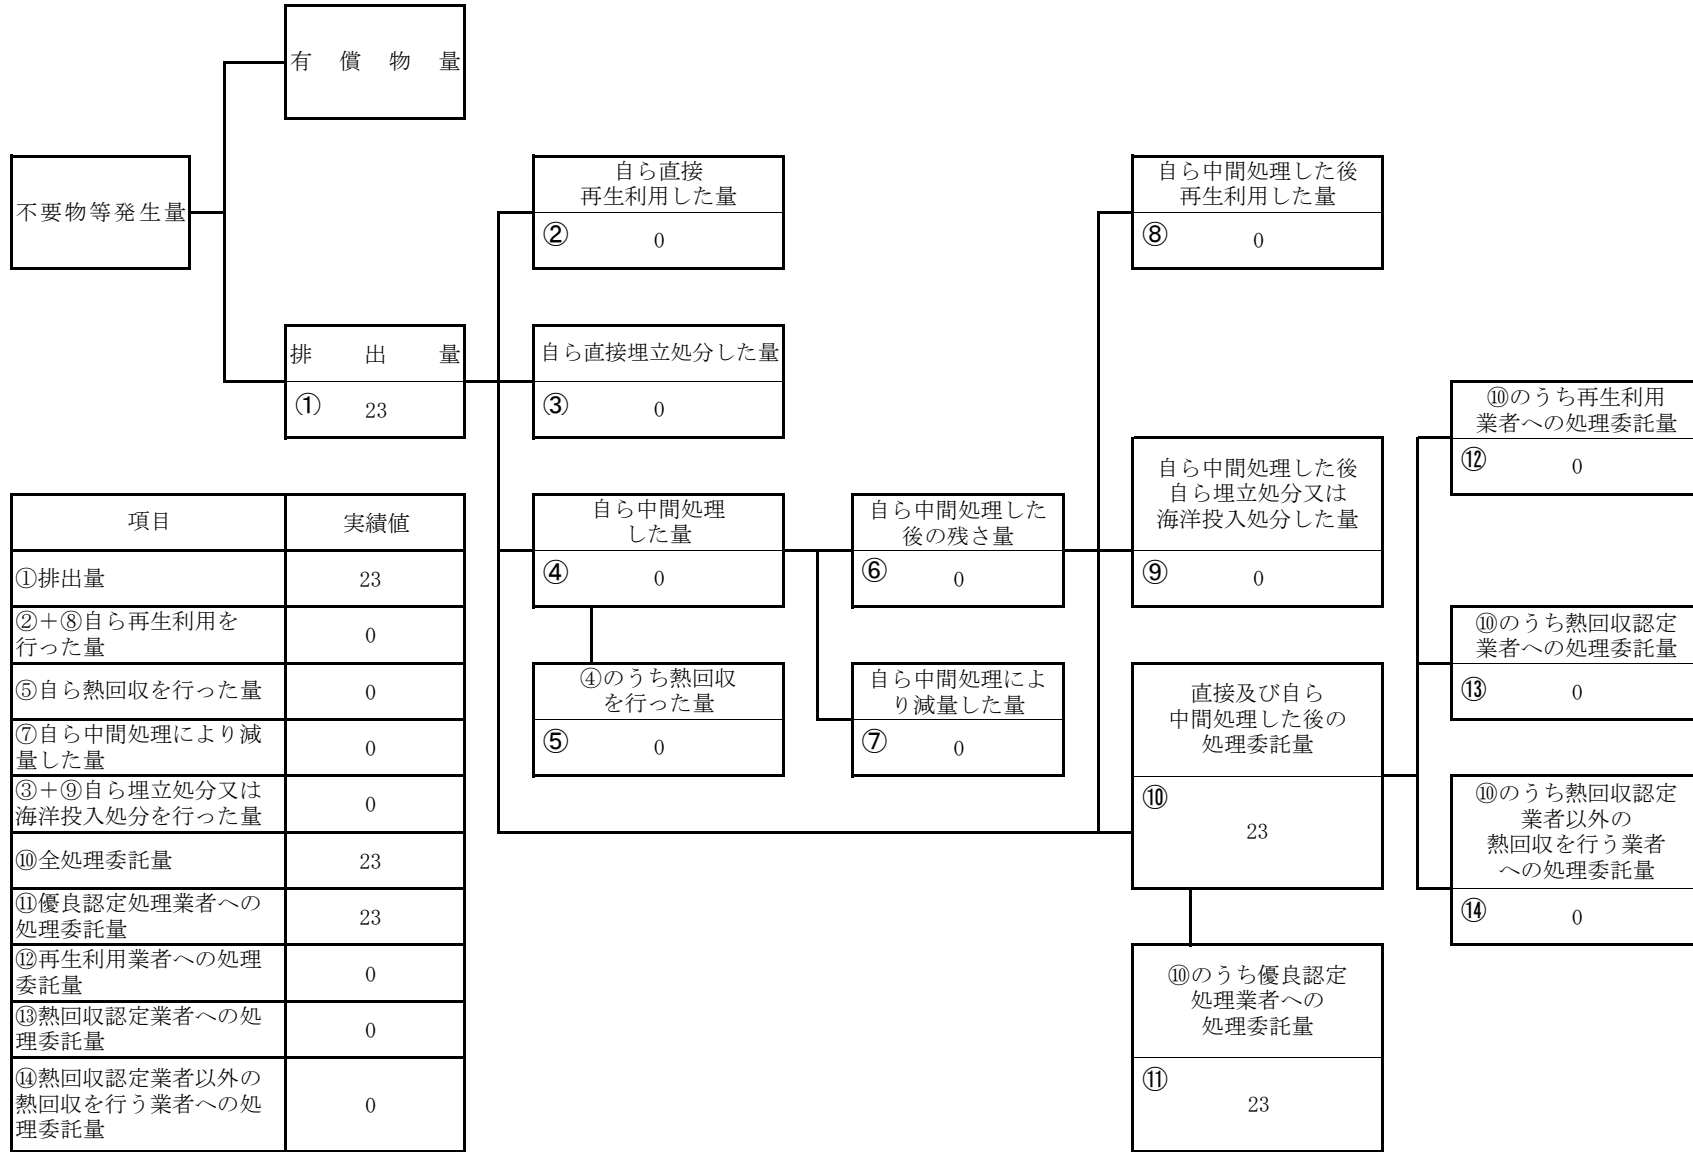 有償物量
不要物等発生量
自ら直接
再生利用した量
② 0
自ら中間処理した後
再生利用した量
⑧ 0
排出量
① 23
自ら直接埋立処分した量
③ 0
⑩のうち再生利用
業者への処理委託量
⑫ 0
自ら中間処理
した量
④ 0
自ら中間処理した
後の残さ量
⑥ 0
自ら中間処理した後
自ら埋立処分又は
海洋投入処分した量
⑨ 0
⑩のうち熱回収認定
業者への処理委託量
⑬ 0
④のうち熱回収
を行った量
⑤ 0
自ら中間処理によ
り減量した量
⑦ 0
直接及び自ら
中間処理した後の
処理委託量
⑩
23
⑩のうち熱回収認定
業者以外の
熱回収を行う業者
への処理委託量
⑭ 0
⑩のうち優良認定
処理業者への
処理委託量
⑪
23
項目 実績値
①排出量 23
②+⑧自ら再生利用を
行った量 0
⑤自ら熱回収を行った量 0
⑦自ら中間処理により減
量した量 0
③+⑨自ら埋立処分又は
海洋投入処分を行った量 0
⑩全処理委託量 23
⑪優良認定処理業者への
処理委託量 23
⑫再生利用業者への処理
委託量 0
⑬熱回収認定業者への処
理委託量 0
⑭熱回収認定業者以外の
熱回収を行う業者への処
理委託量 0